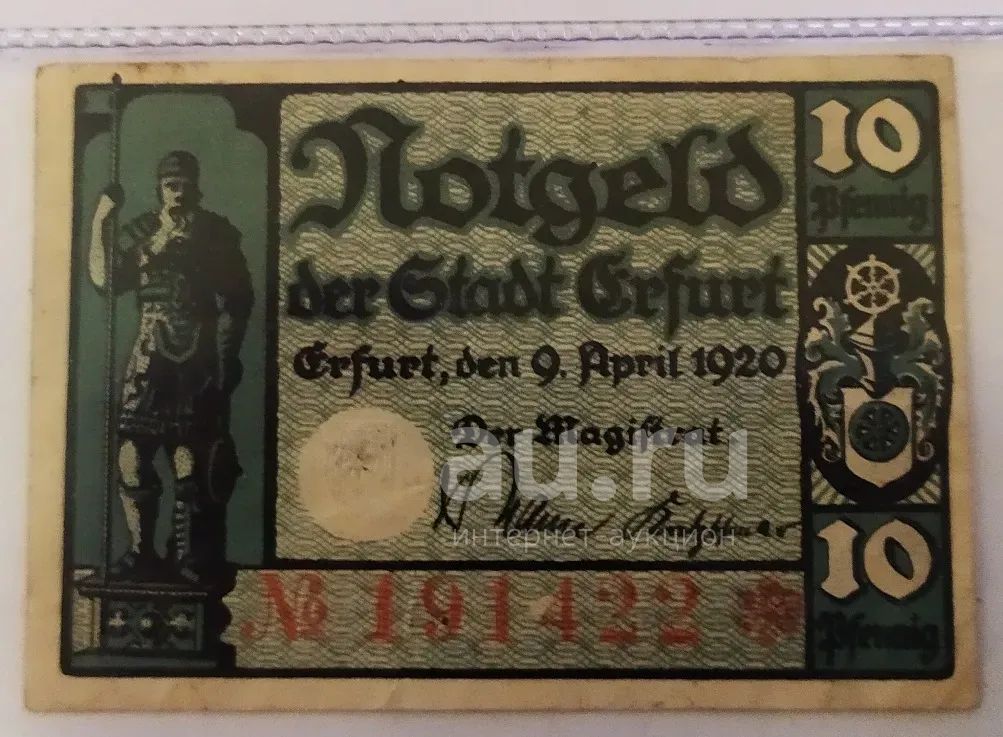 Notgeld
der Stadt Erfurt
Erfurt, den 9. April 1920
Der Magistrat
10
Pfennig
10
Pfennig
№ 191422
au.ru
интернет аукцион